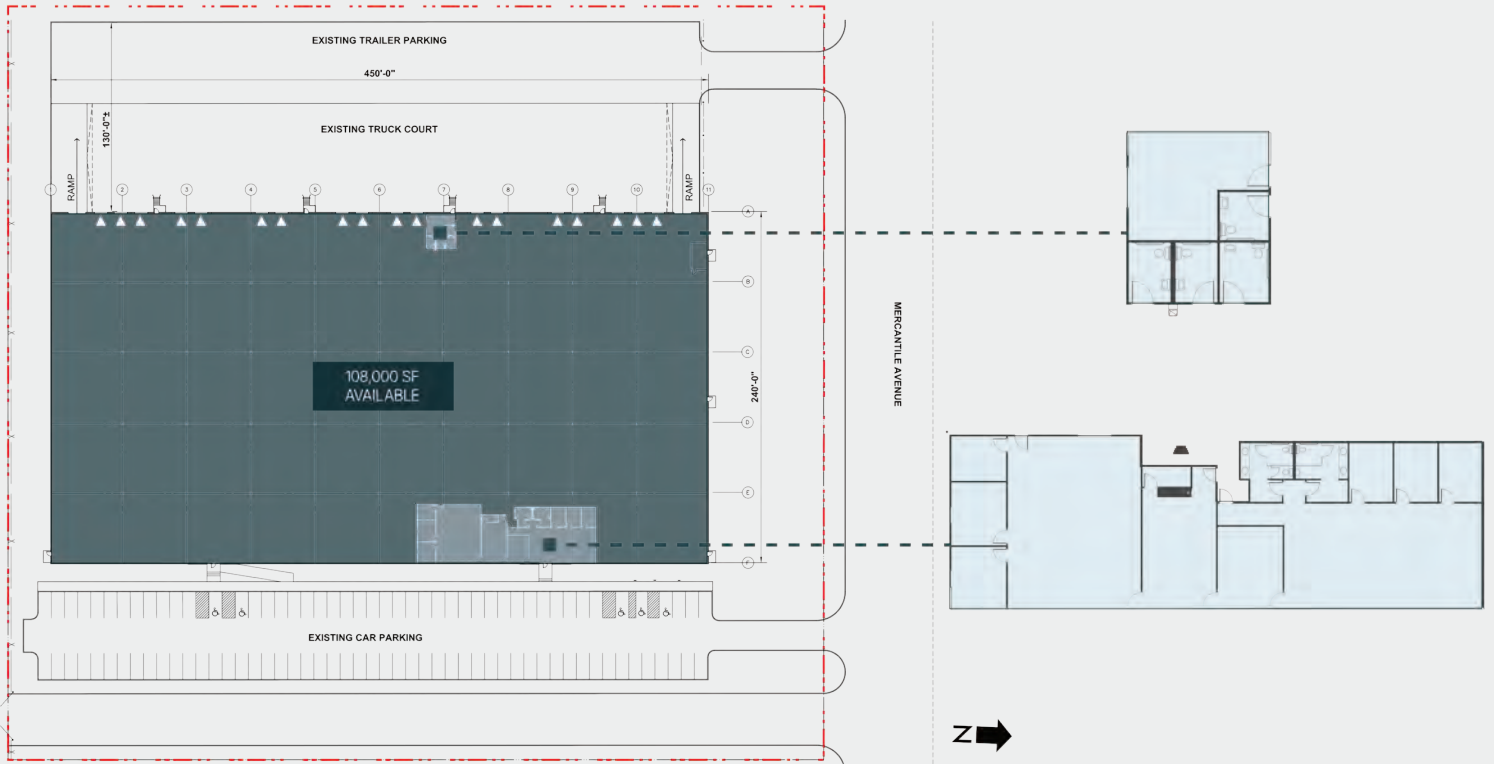 EXISTING TRAILER PARKING
450'-0"
130'-0"±
EXISTING TRUCK COURT
RAMP
RAMP
1
2
3
4
5
6
7
8
9
10
11
A
B
C
D
E
F
108,000 SF
AVAILABLE
240'-0"
MERCANTILE AVENUE
EXISTING CAR PARKING
N